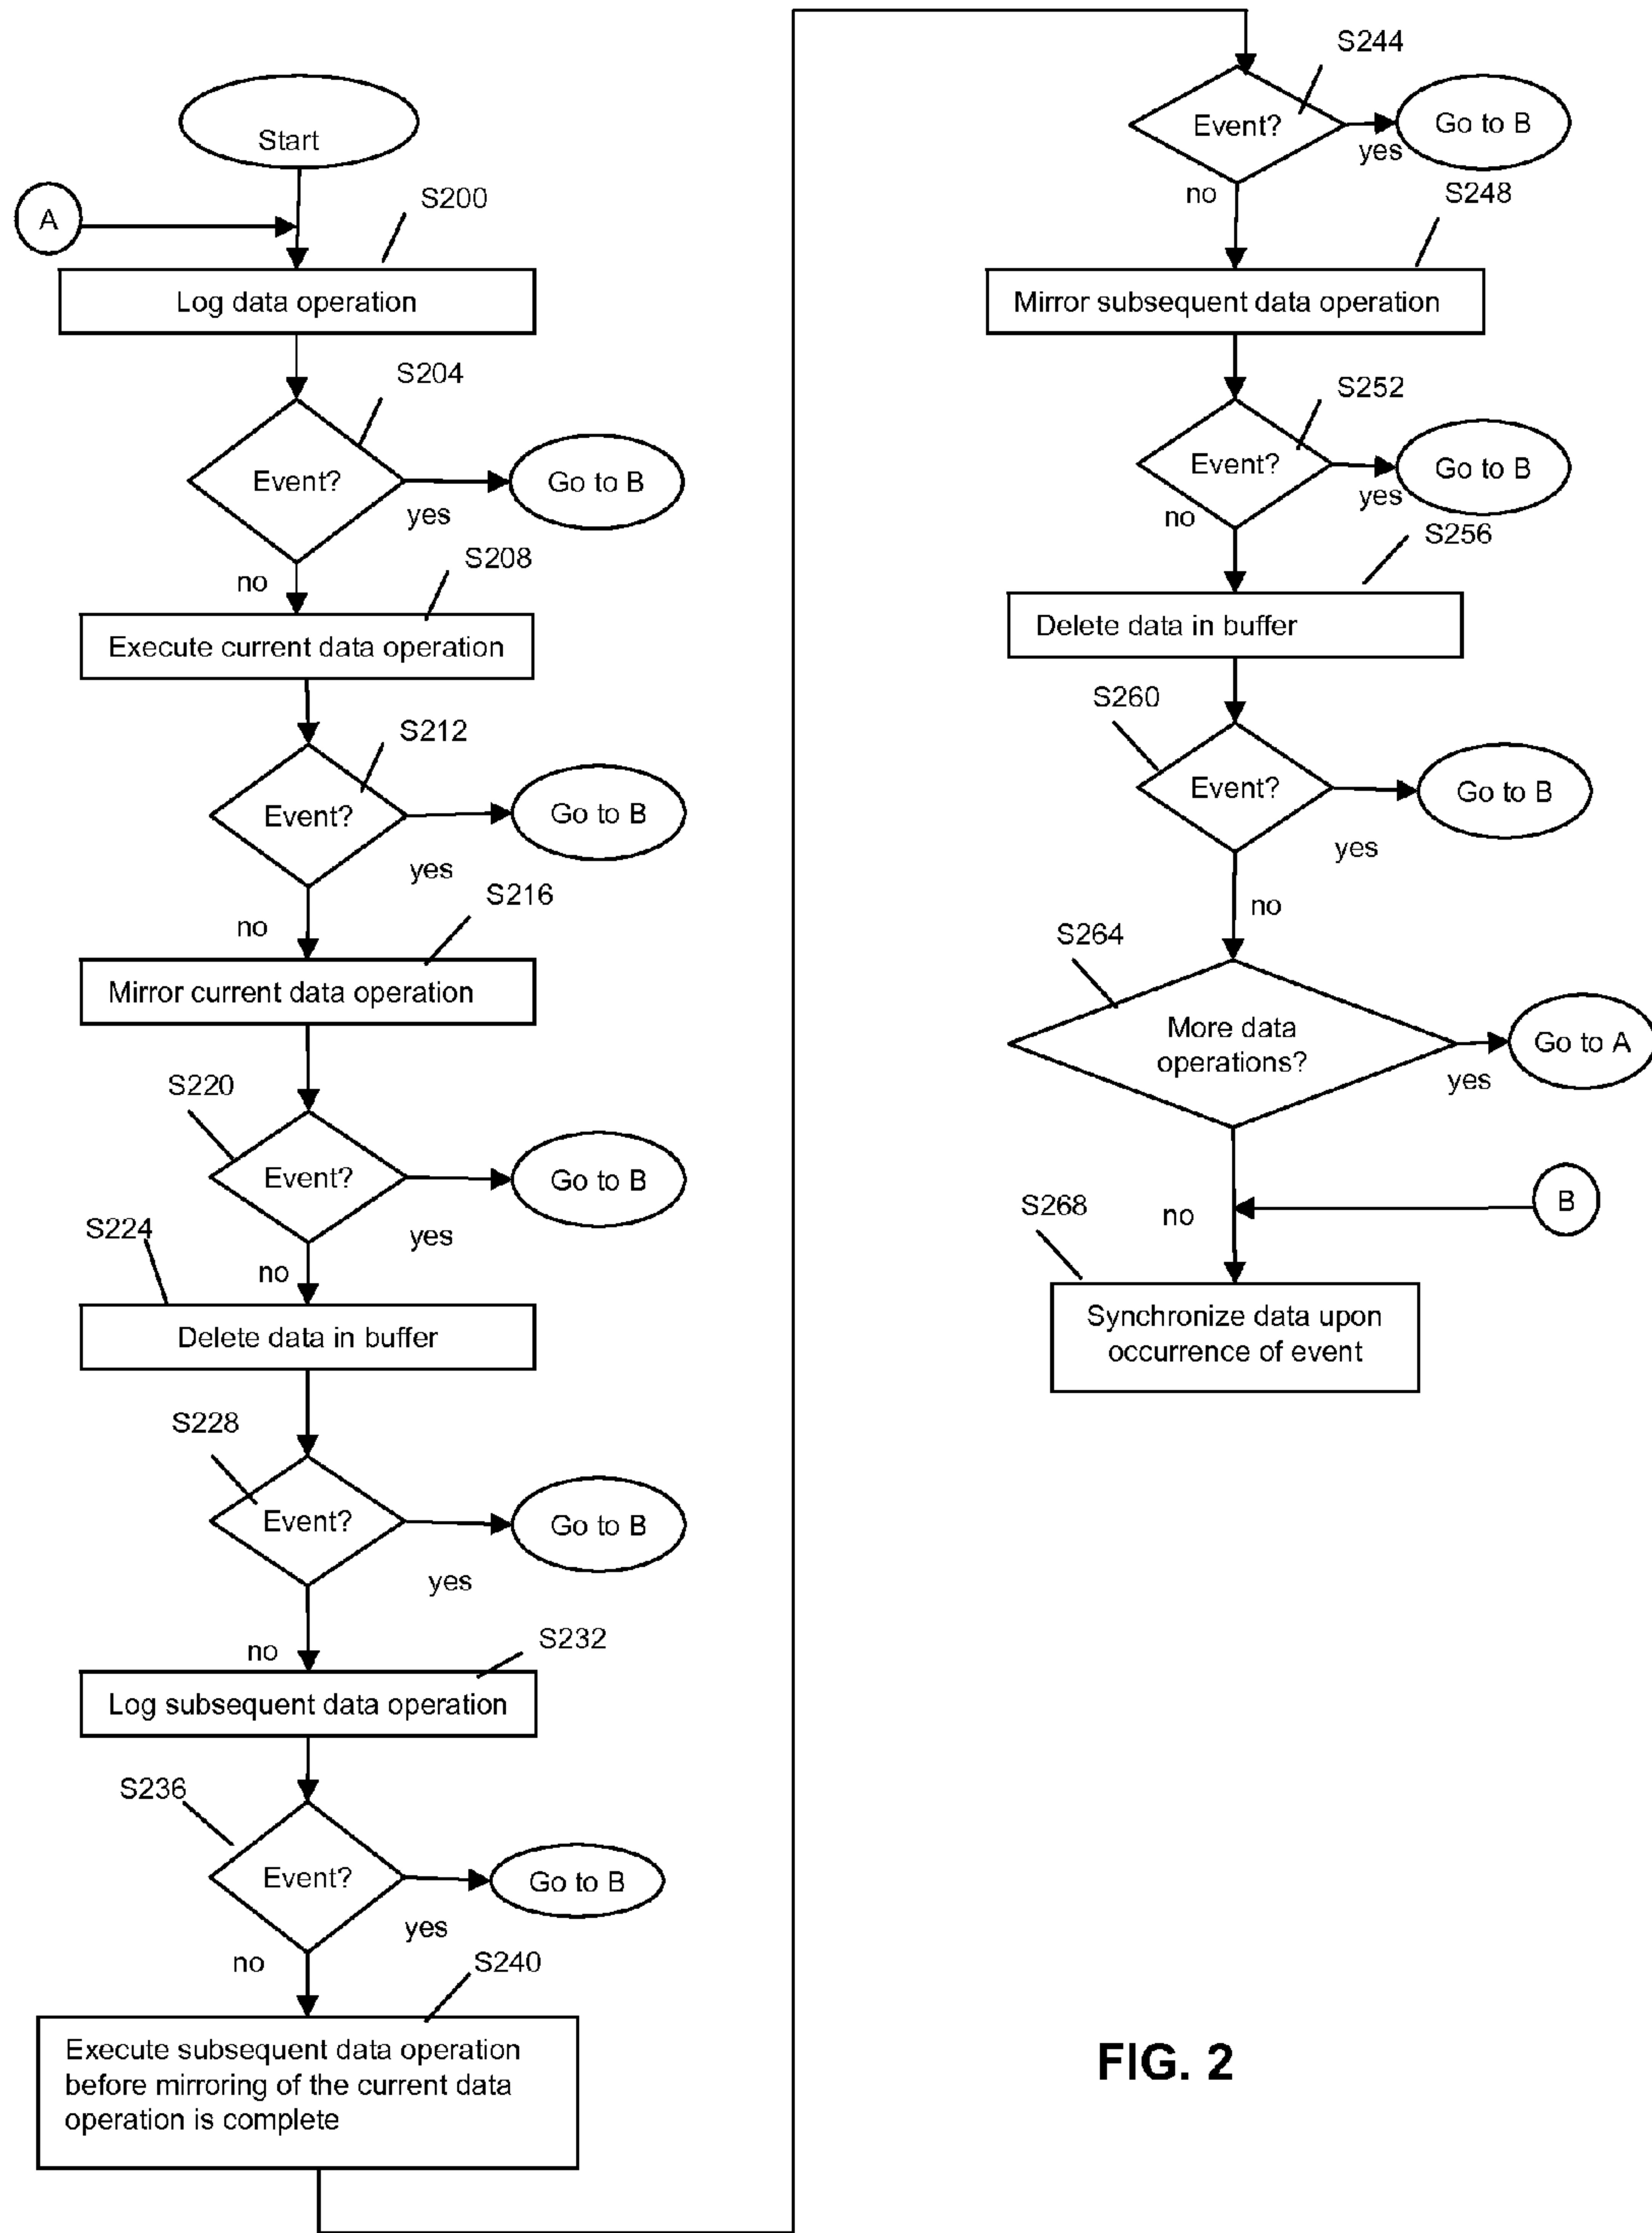 Start
A
S200
Log data operation
S204
Event?
Go to B
yes
no
S208
Execute current data operation
S212
Event?
Go to B
yes
no
S216
Mirror current data operation
S220
Event?
Go to B
yes
no
S224
Delete data in buffer
S228
Event?
Go to B
yes
no
S232
Log subsequent data operation
S236
Event?
Go to B
yes
no
S240
Execute subsequent data operation
before mirroring of the current data
operation is complete
S244
Event?
Go to B
yes
no
S248
Mirror subsequent data operation
S252
Event?
Go to B
yes
no
S256
Delete data in buffer
S260
Event?
Go to B
yes
no
S264
More data
operations?
Go to A
yes
no
B
S268
Synchronize data upon
occurrence of event
FIG. 2